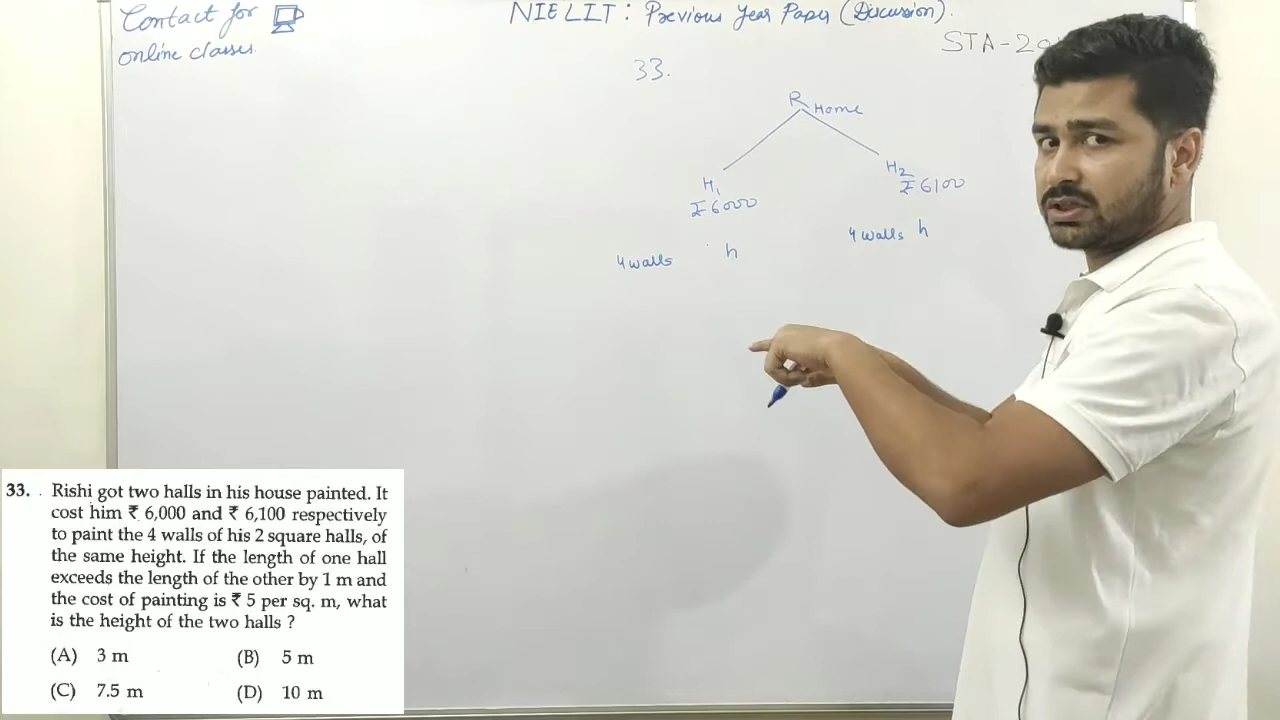 Contact for
online classes.
NIELIT : Previous Year Paper (Discussion).
STA-20
33.
R Home
H1
₹6000
H2
₹6100
4 walls h
4 walls h
33. Rishi got two halls in his house painted. It
cost him ₹ 6,000 and ₹ 6,100 respectively
to paint the 4 walls of his 2 square halls, of
the same height. If the length of one hall
exceeds the length of the other by 1 m and
the cost of painting is ₹ 5 per sq. m, what
is the height of the two halls ?
(A) 3 m (B) 5 m
(C) 7.5 m (D) 10 m